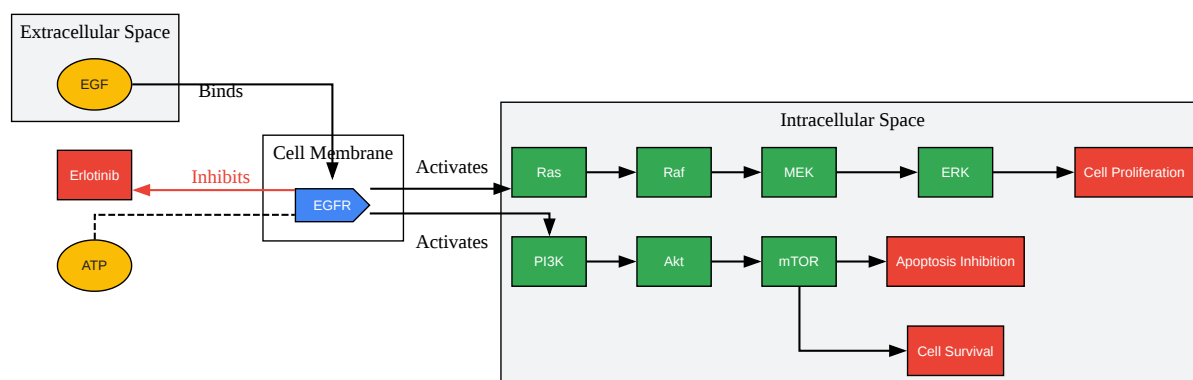 Extracellular Space
EGF
Binds
Intracellular Space
Cell Membrane
Erlotinib
Inhibits
EGFR
Activates
Ras
Raf
MEK
ERK
Cell Proliferation
ATP
Activates
PI3K
Akt
mTOR
Apoptosis Inhibition
Cell Survival